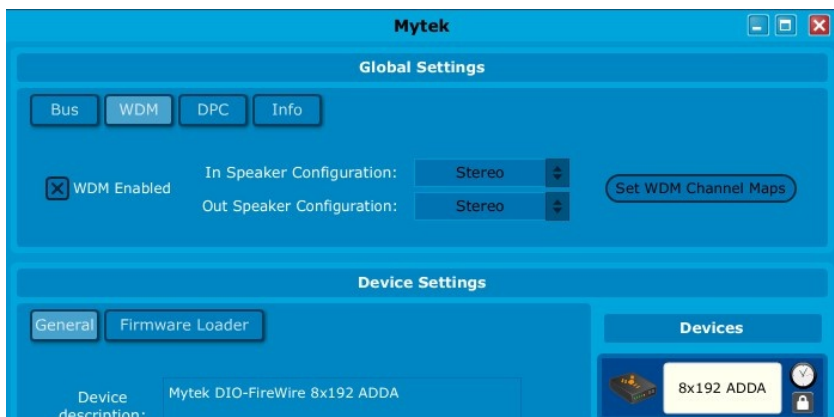 Mytek
Global Settings
Bus WDM DPC Info
WDM Enabled
In Speaker Configuration: Stereo
Out Speaker Configuration: Stereo
Set WDM Channel Maps
Device Settings
General Firmware Loader
Devices
Device description:
Mytek DIO-FireWire 8x192 ADDA
8x192 ADDA